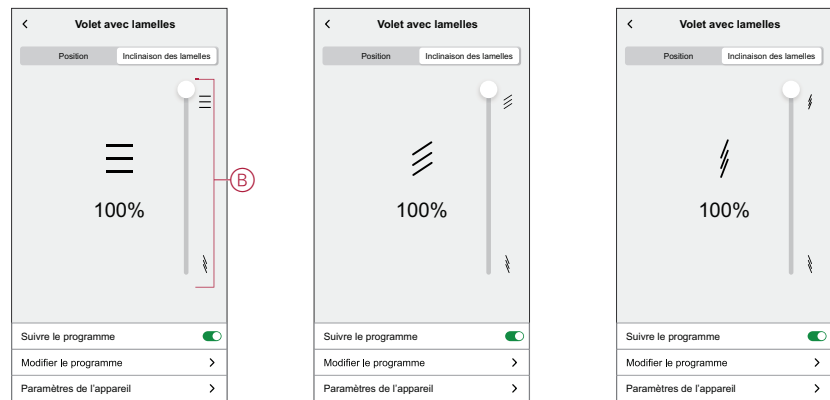 Volet avec lamelles
Position Inclinaison des lamelles
100%
B
Suivre le programme
Modifier le programme
Paramètres de l'appareil
Volet avec lamelles
Position Inclinaison des lamelles
100%
Suivre le programme
Modifier le programme
Paramètres de l'appareil
Volet avec lamelles
Position Inclinaison des lamelles
100%
Suivre le programme
Modifier le programme
Paramètres de l'appareil